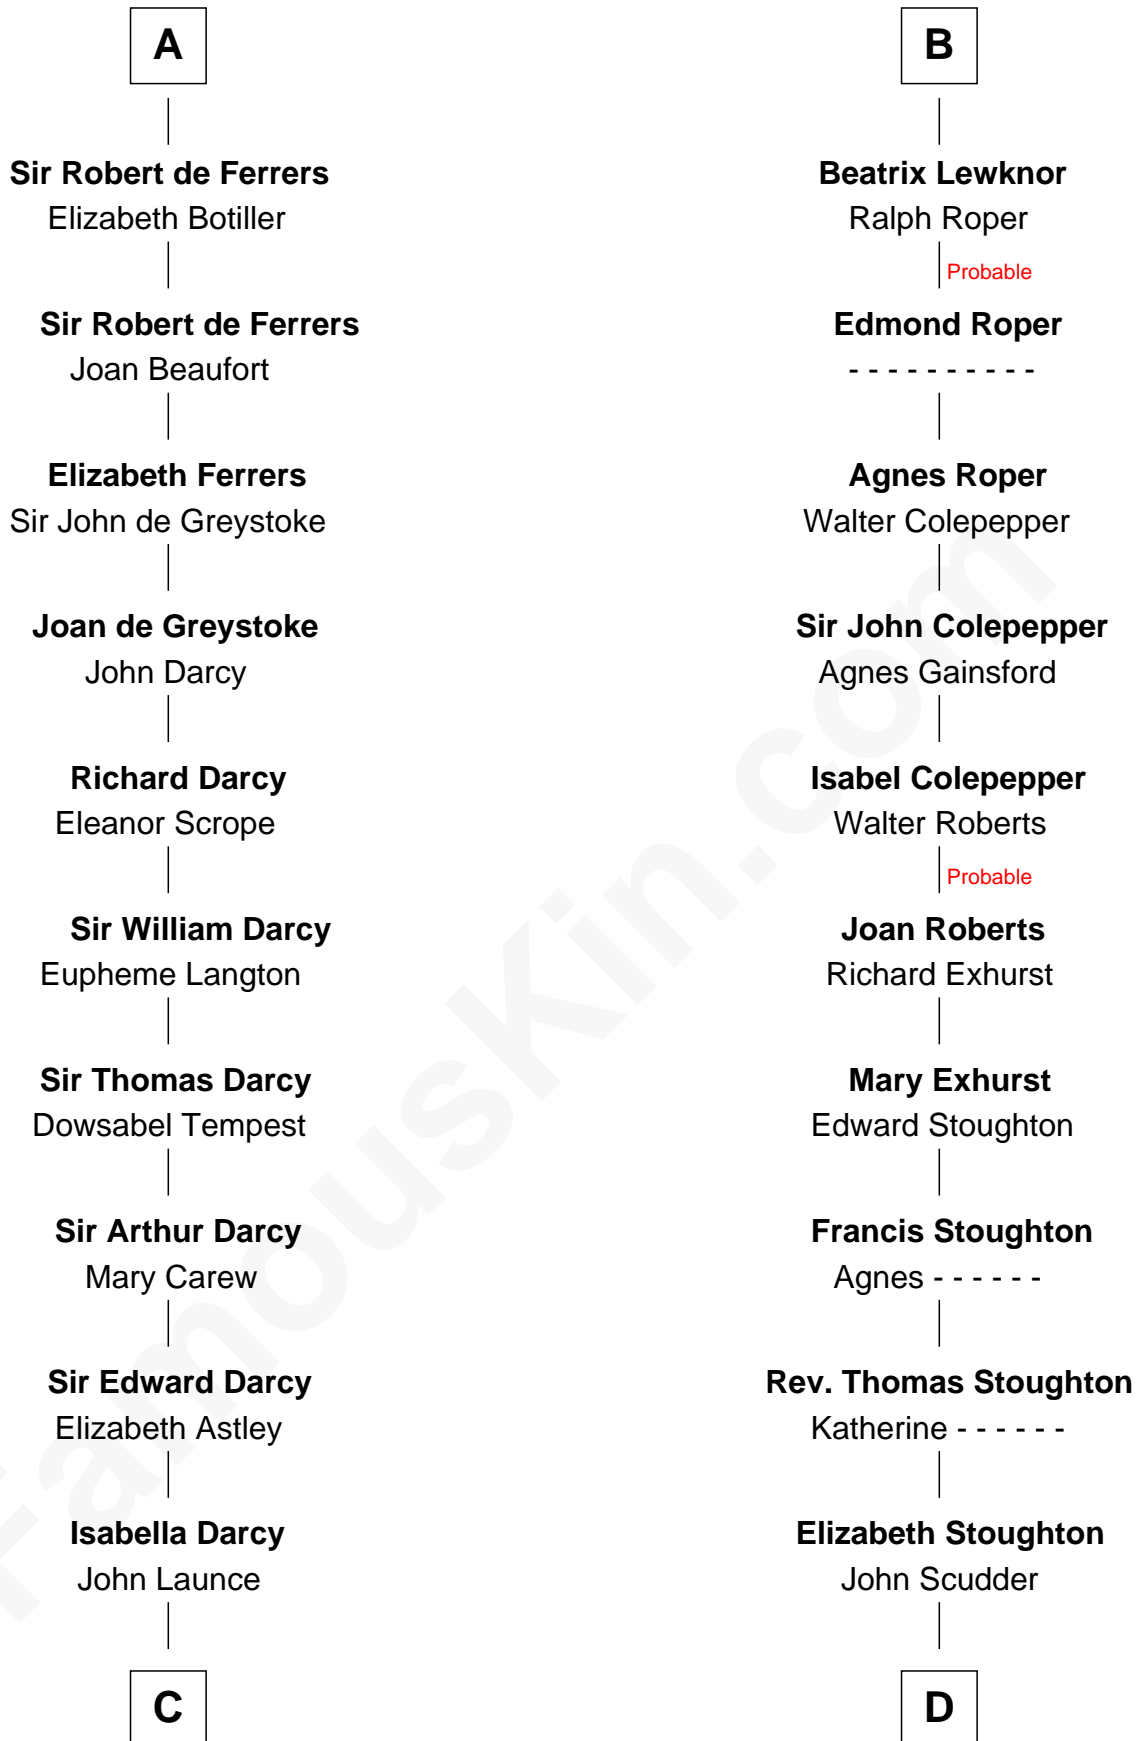 A
Sir Robert de Ferrers
Elizabeth Botiller
Sir Robert de Ferrers
Joan Beaufort
Elizabeth Ferrers
Sir John de Greystoke
Joan de Greystoke
John Darcy
Richard Darcy
Eleanor Scrope
Sir William Darcy
Eupheme Langton
Sir Thomas Darcy
Dowsabel Tempest
Sir Arthur Darcy
Mary Carew
Sir Edward Darcy
Elizabeth Astley
Isabella Darcy
John Launce
C
B
Beatrix Lewknor
Ralph Roper
Probable
Edmond Roper
- - - - - - - - - -
Agnes Roper
Walter Colepepper
Sir John Colepepper
Agnes Gainsford
Isabel Colepepper
Walter Roberts
Probable
Joan Roberts
Richard Exhurst
Mary Exhurst
Edward Stoughton
Francis Stoughton
Agnes - - - - - -
Rev. Thomas Stoughton
Katherine - - - - - -
Elizabeth Stoughton
John Scudder
D
FamousKin.com